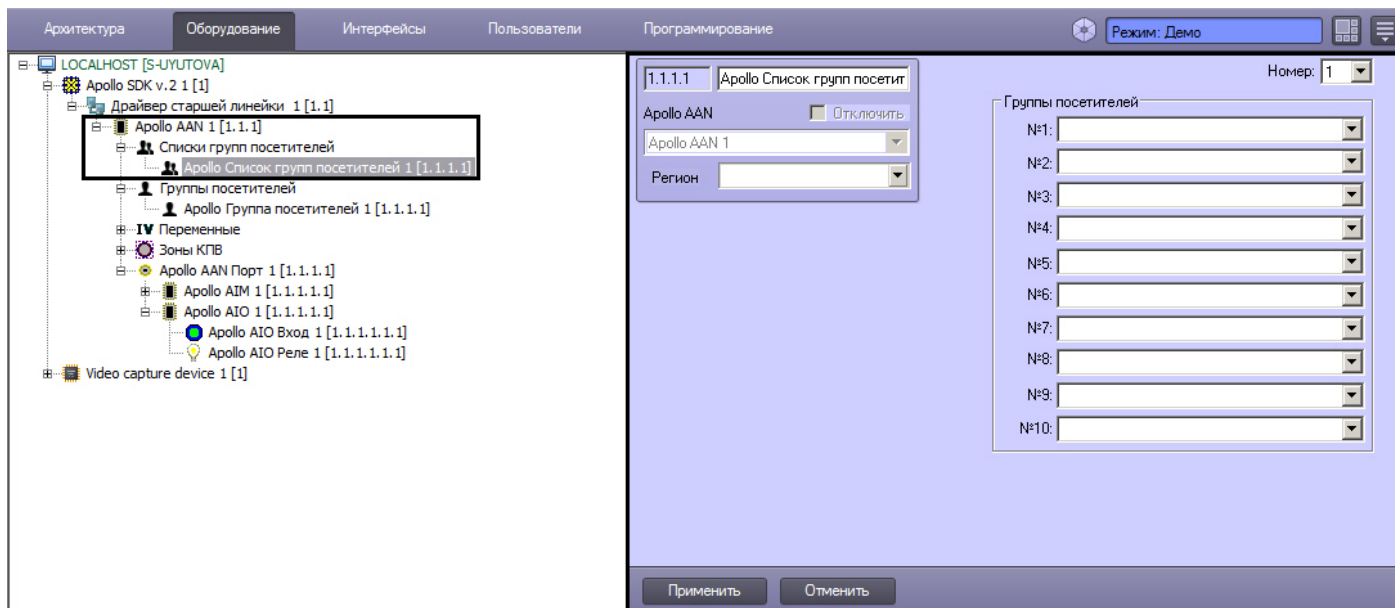 Архитектура Оборудование Интерфейсы Пользователи Программирование Режим: Демо
LOCALHOST [S-UYUTOVA]
Apollo SDK v.2 1 [1]
Драйвер старшей линейки 1 [1.1]
Apollo AAN 1 [1.1.1]
Списки групп посетителей
Apollo Список групп посетителей 1 [1.1.1.1]
Группы посетителей
Apollo Группа посетителей 1 [1.1.1.1]
IV Переменные
Зоны КПВ
Apollo AAN Порт 1 [1.1.1.1]
Apollo AIM 1 [1.1.1.1.1]
Apollo AIO 1 [1.1.1.1.1]
Apollo AIO Вход 1 [1.1.1.1.1.1]
Apollo AIO Реле 1 [1.1.1.1.1.1]
Video capture device 1 [1]
1.1.1.1 Apollo Список групп посетит
Apollo AAN Отключить
Apollo AAN 1
Регион
Номер: 1
Группы посетителей
№1:
№2:
№3:
№4:
№5:
№6:
№7:
№8:
№9:
№10:
Применить Отменить